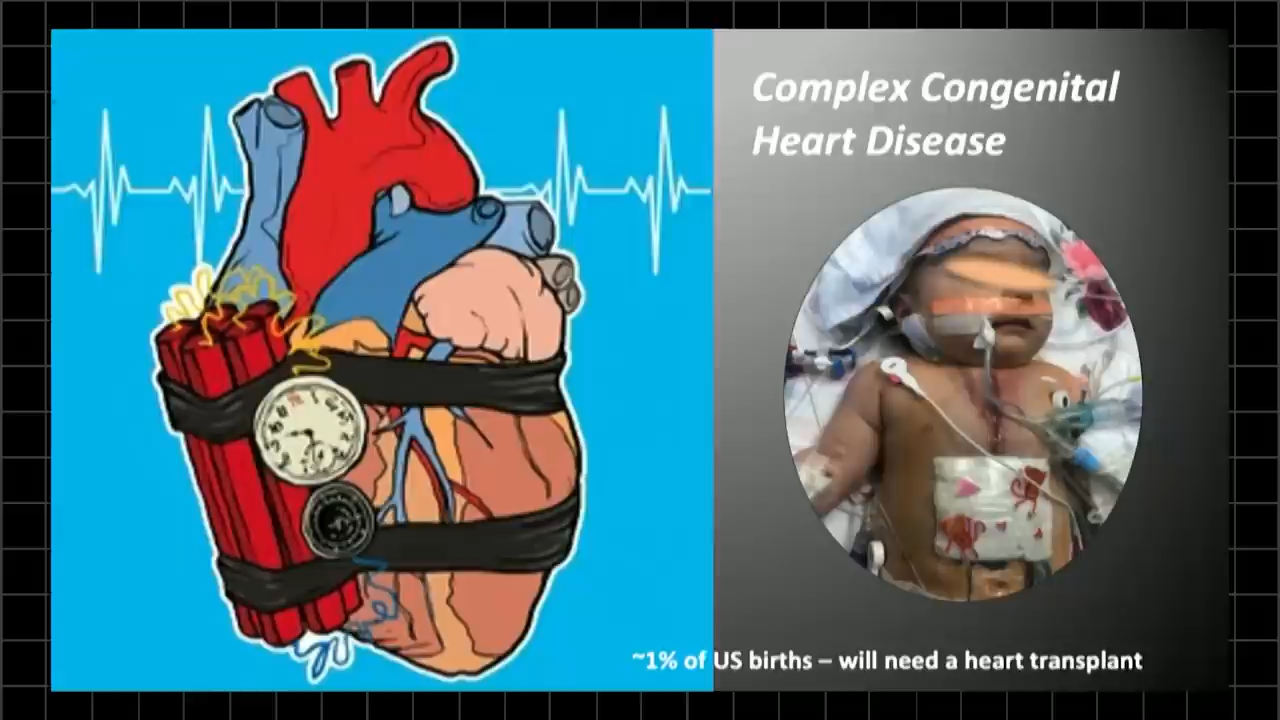 Complex Congenital
Heart Disease
~1% of US births – will need a heart transplant